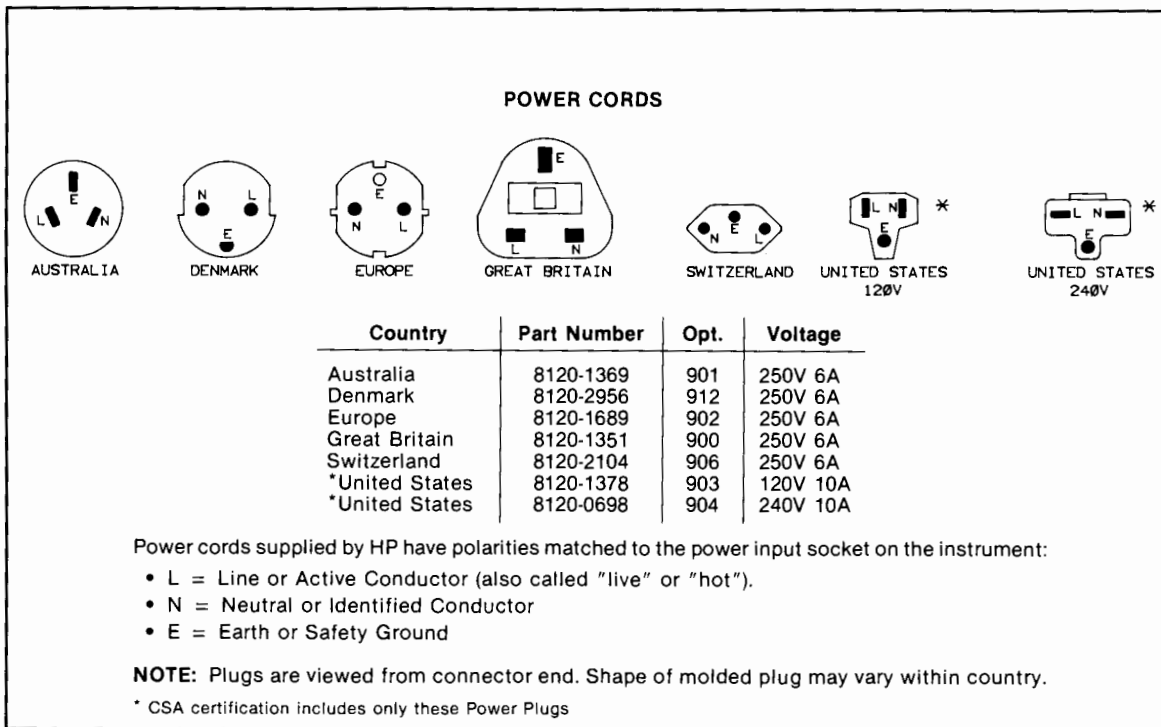 POWER CORDS
E
L N
AUSTRALIA
N L
E
DENMARK
E
N L
EUROPE
E
L N
GREAT BRITAIN
N E L
SWITZERLAND
L N *
E
UNITED STATES
120V
L N *
E
UNITED STATES
240V
Country Part Number Opt. Voltage
Australia 8120-1369 901 250V 6A
Denmark 8120-2956 912 250V 6A
Europe 8120-1689 902 250V 6A
Great Britain 8120-1351 900 250V 6A
Switzerland 8120-2104 906 250V 6A
*United States 8120-1378 903 120V 10A
*United States 8120-0698 904 240V 10A
Power cords supplied by HP have polarities matched to the power input socket on the instrument:
• L = Line or Active Conductor (also called "live" or "hot").
• N = Neutral or Identified Conductor
• E = Earth or Safety Ground
NOTE: Plugs are viewed from connector end. Shape of molded plug may vary within country.
* CSA certification includes only these Power Plugs